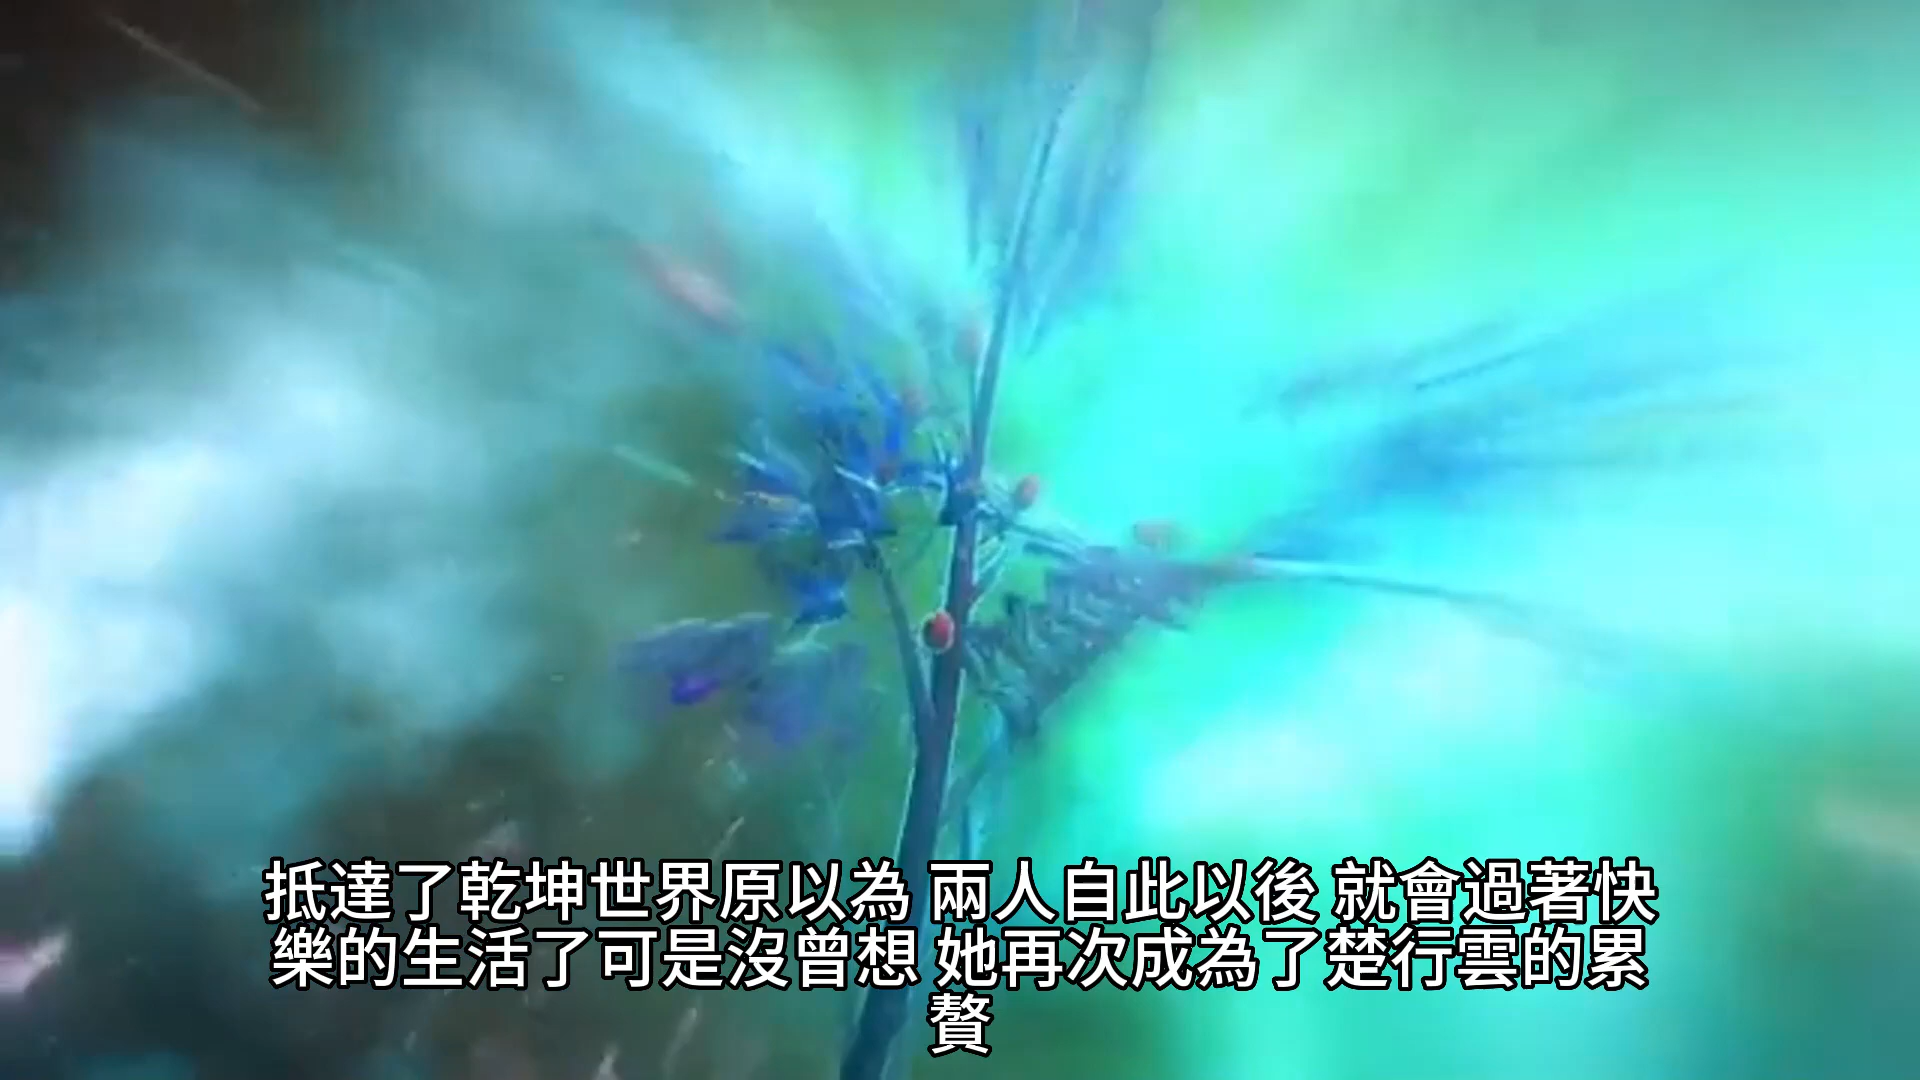 抵達了乾坤世界原以為 兩人自此以後 就會過著快
樂的生活了可是沒曾想 她再次成為了楚行雲的累
贅